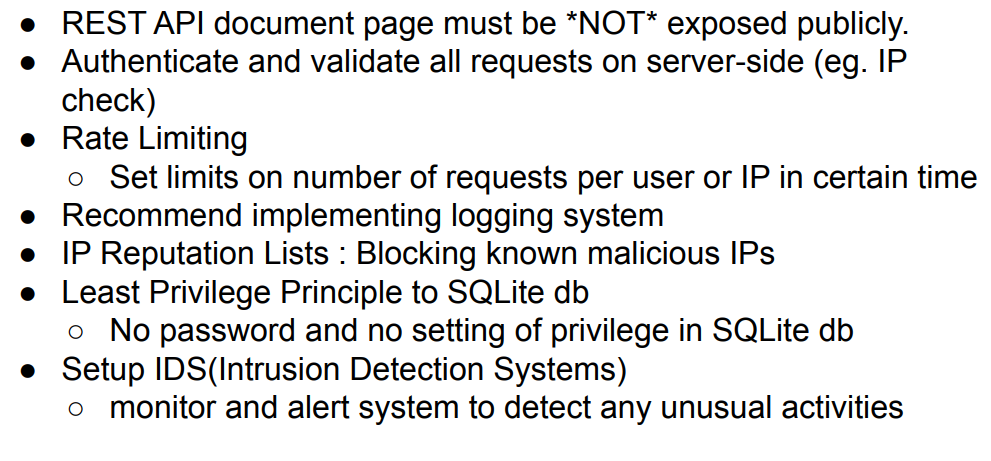 ● REST API document page must be *NOT* exposed publicly.
● Authenticate and validate all requests on server-side (eg. IP
check)
● Rate Limiting
○ Set limits on number of requests per user or IP in certain time
● Recommend implementing logging system
● IP Reputation Lists : Blocking known malicious IPs
● Least Privilege Principle to SQLite db
○ No password and no setting of privilege in SQLite db
● Setup IDS(Intrusion Detection Systems)
○ monitor and alert system to detect any unusual activities